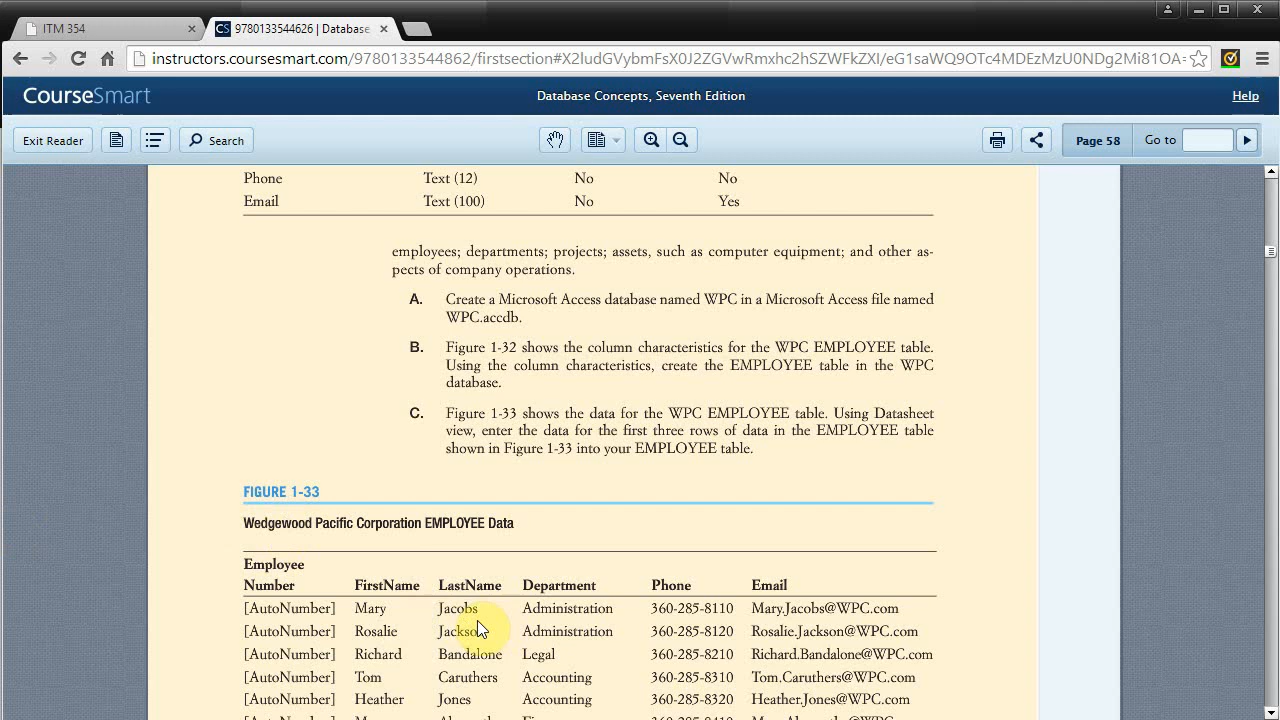 ITM 354
CS 9780133544626 | Database
instructors.coursesmart.com/9780133544862/firstsection#X2ludGVybmFsX0J2ZGVwRmxhc2hSZWFkZXI/eG1saWQ9OTc4MDEzMzU0NDg2Mi81OA=
CourseSmart
Database Concepts, Seventh Edition
Help
Exit Reader
Search
Page 58
Go to
Phone Text (12) No No
Email Text (100) No Yes
employees; departments; projects; assets, such as computer equipment; and other as-
pects of company operations.
A. Create a Microsoft Access database named WPC in a Microsoft Access file named
WPC.accdb.
B. Figure 1-32 shows the column characteristics for the WPC EMPLOYEE table.
Using the column characteristics, create the EMPLOYEE table in the WPC
database.
C. Figure 1-33 shows the data for the WPC EMPLOYEE table. Using Datasheet
view, enter the data for the first three rows of data in the EMPLOYEE table
shown in Figure 1-33 into your EMPLOYEE table.
FIGURE 1-33
Wedgewood Pacific Corporation EMPLOYEE Data
Employee
Number FirstName LastName Department Phone Email
[AutoNumber] Mary Jacobs Administration 360-285-8110 Mary.Jacobs@WPC.com
[AutoNumber] Rosalie Jackson Administration 360-285-8120 Rosalie.Jackson@WPC.com
[AutoNumber] Richard Bandalone Legal 360-285-8210 Richard.Bandalone@WPC.com
[AutoNumber] Tom Caruthers Accounting 360-285-8310 Tom.Caruthers@WPC.com
[AutoNumber] Heather Jones Accounting 360-285-8320 Heather.Jones@WPC.com